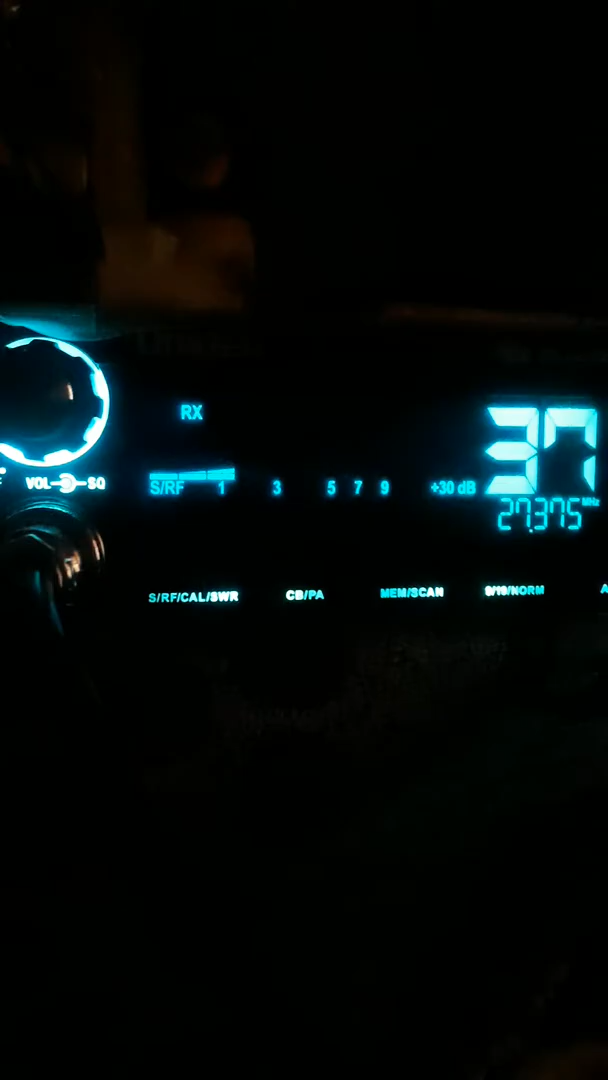 RX
37
VOL SQ
S/RF 1 3 5 7 9 +30 dB
27.375 MHz
S/RF/CAL/SWR CB/PA MEM/SCAN 9/19/NORM